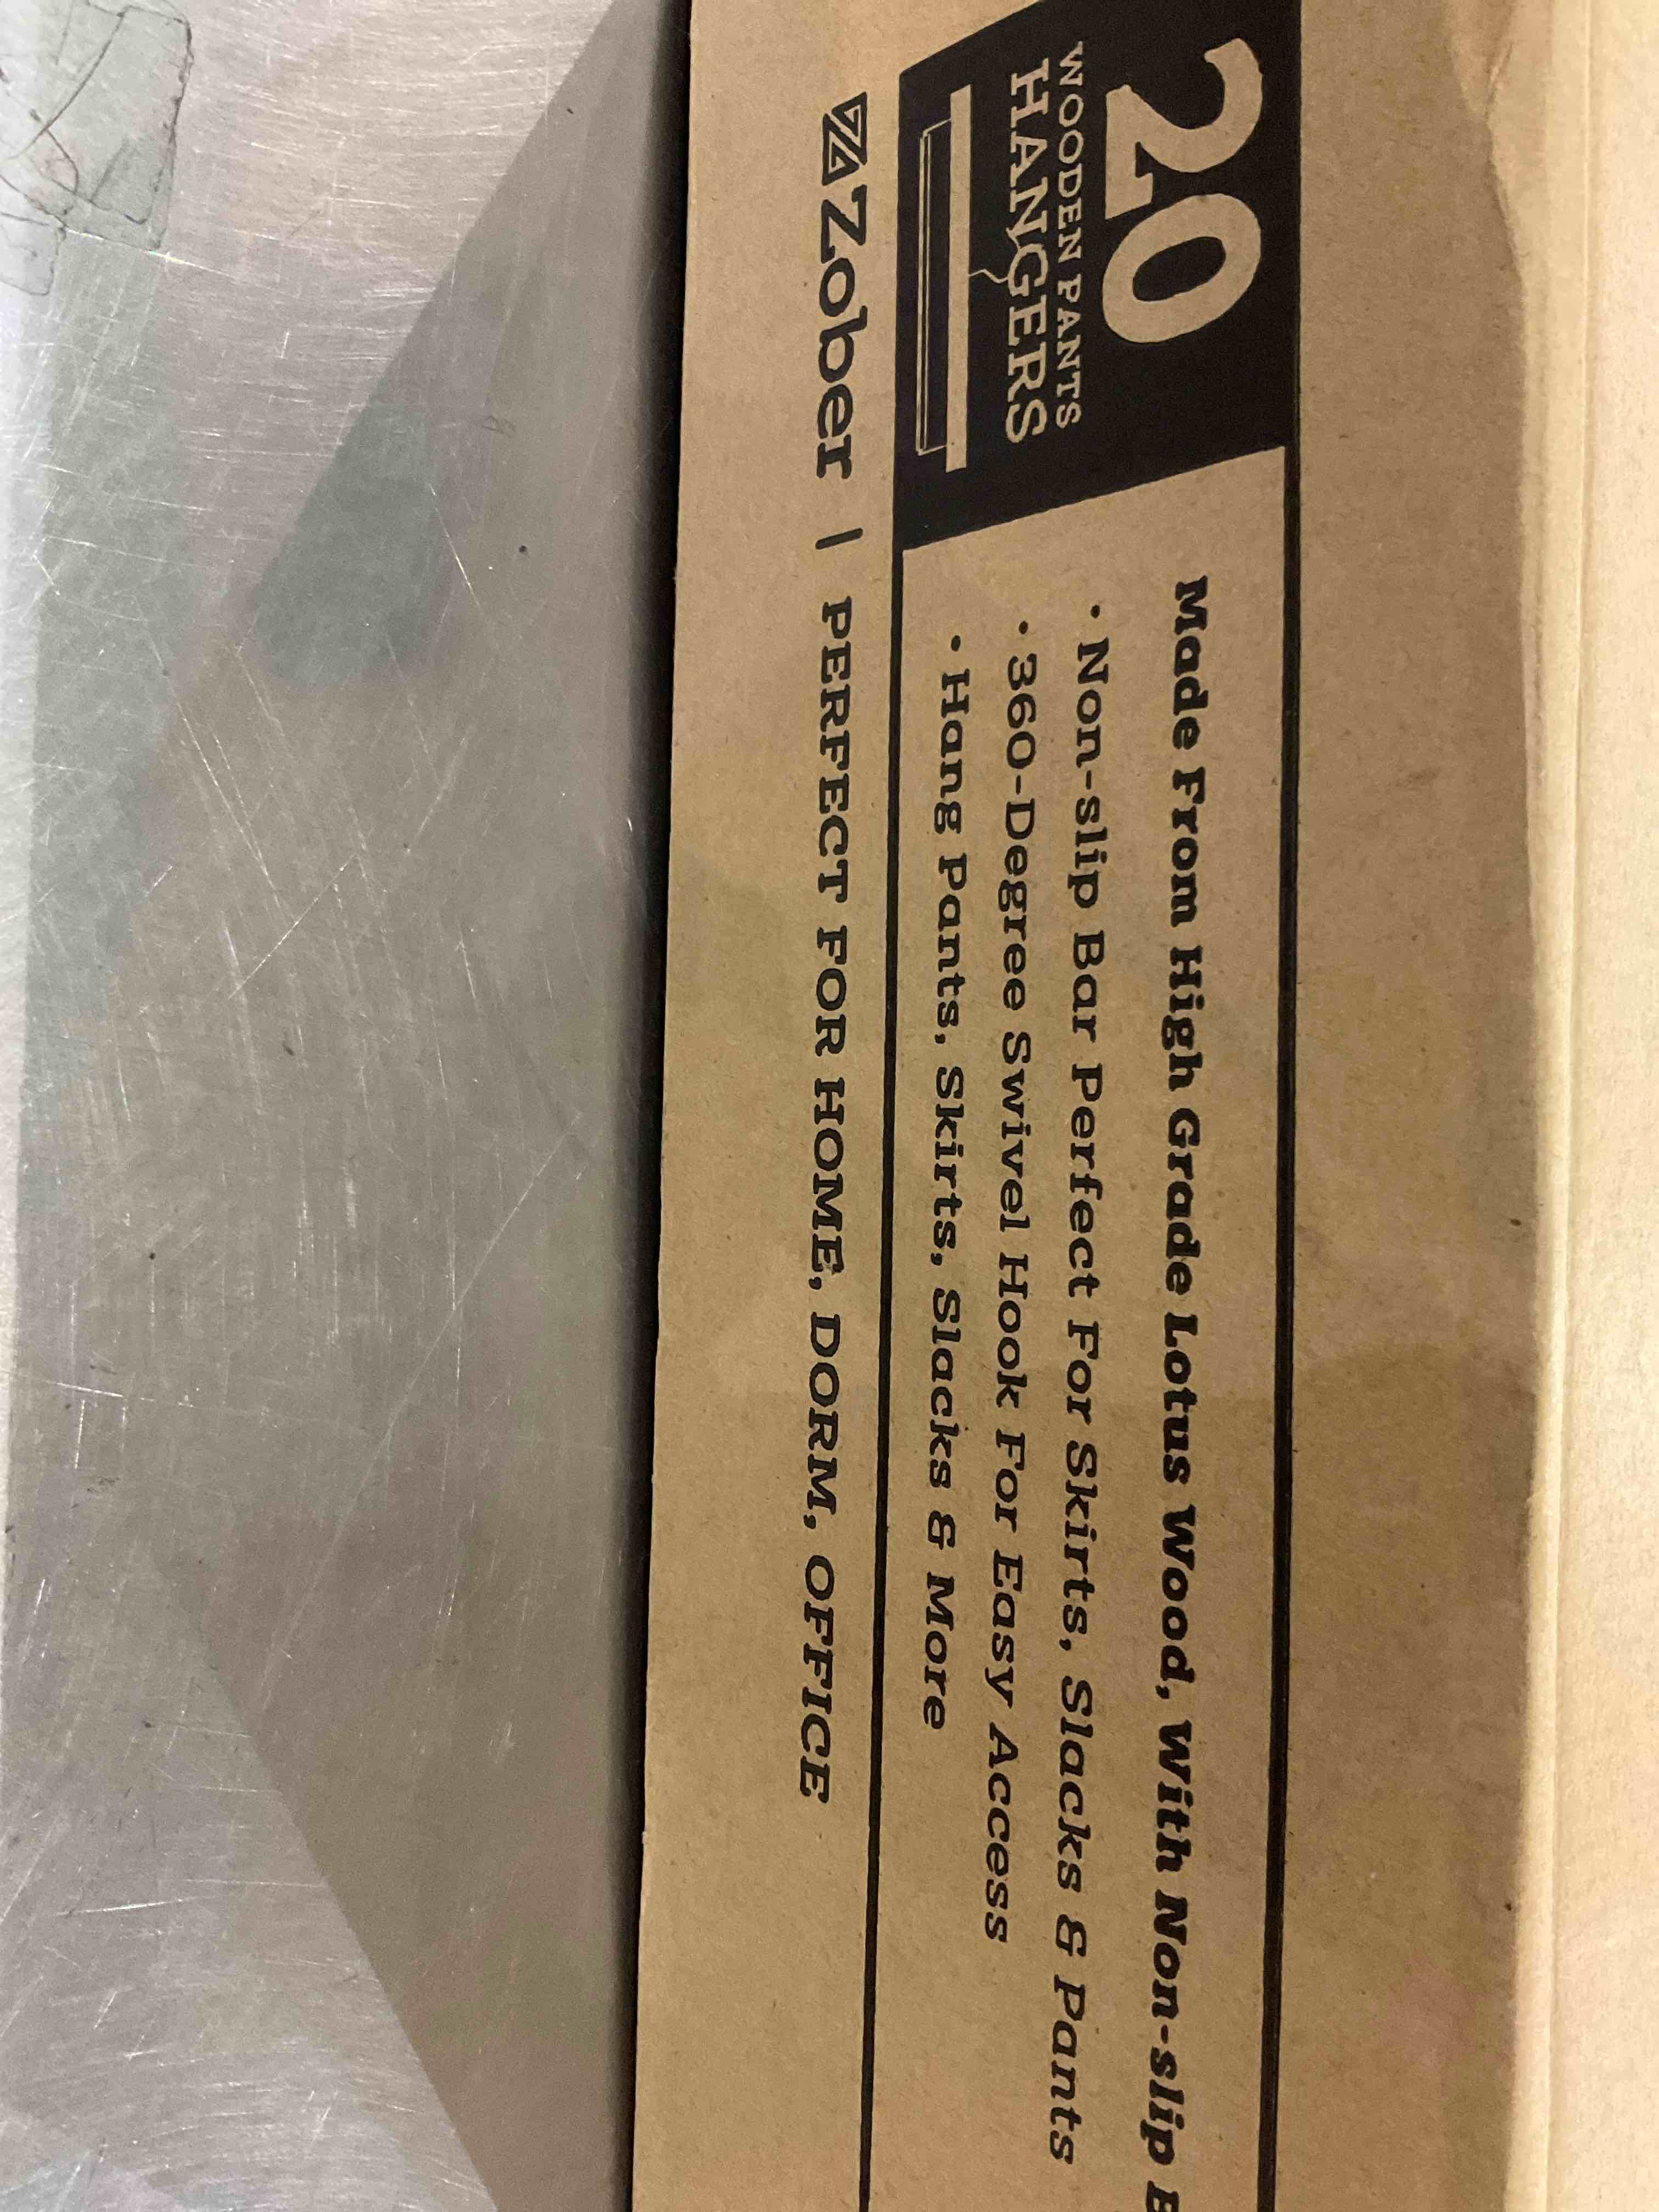 20
WOODEN PANTS
HANGERS
Made From High Grade Lotus Wood, With Non-slip
• Non-slip Bar Perfect For Skirts, Slacks & Pants
• 360-Degree Swivel Hook For Easy Access
• Hang Pants, Skirts, Slacks & More
Zober | PERFECT FOR HOME, DORM, OFFICE